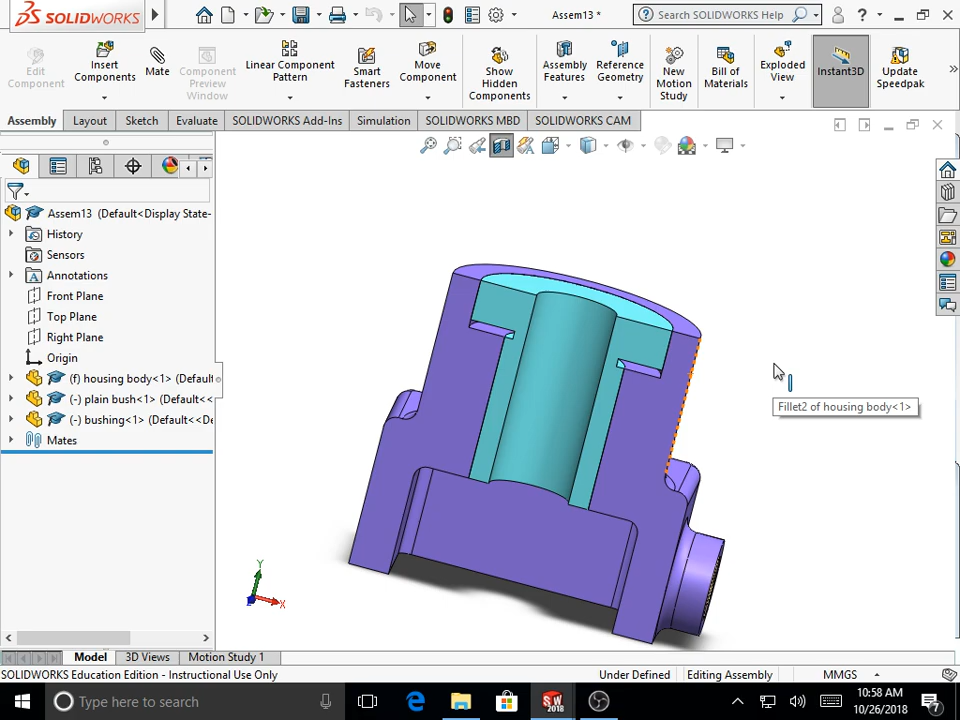 SOLIDWORKS
Assem13 *
Search SOLIDWORKS Help
Edit Component
Insert Components
Mate
Component Preview Window
Linear Component Pattern
Smart Fasteners
Move Component
Show Hidden Components
Assembly Features
Reference Geometry
New Motion Study
Bill of Materials
Exploded View
Instant3D
Update Speedpak
Assembly
Layout
Sketch
Evaluate
SOLIDWORKS Add-Ins
Simulation
SOLIDWORKS MBD
SOLIDWORKS CAM
Assem13 (Default<Display State-
History
Sensors
Annotations
Front Plane
Top Plane
Right Plane
Origin
(f) housing body<1> (Default
(-) plain bush<1> (Default<<
(-) bushing<1> (Default<<De
Mates
Fillet2 of housing body<1>
Y
X
Z
Model
3D Views
Motion Study 1
SOLIDWORKS Education Edition - Instructional Use Only
Under Defined
Editing Assembly
MMGS
Type here to search
SW
2018
10:58 AM
10/26/2018
7